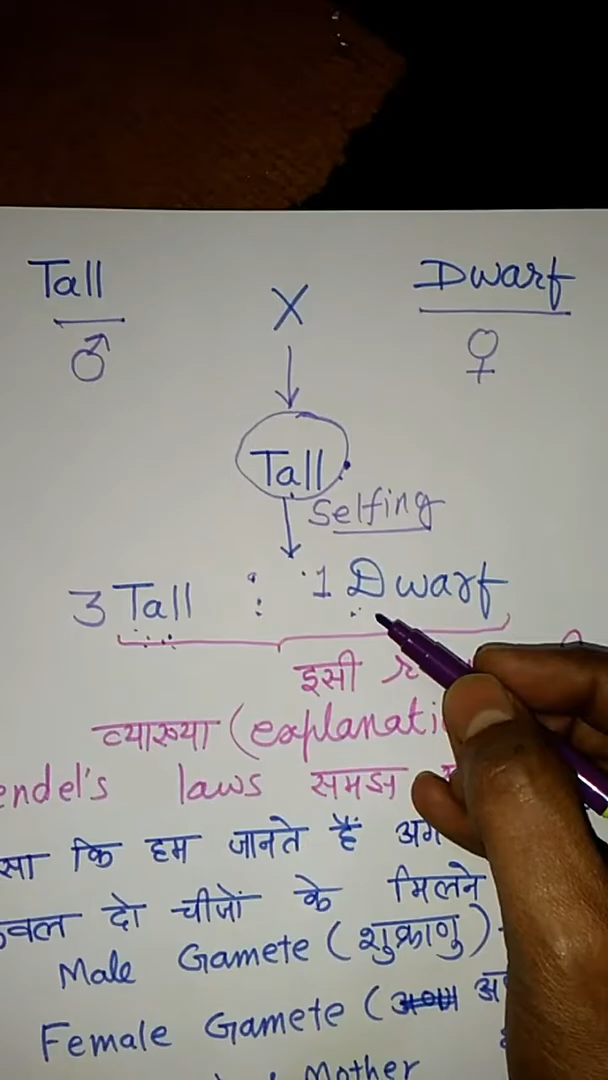 Tall Dwarf
♂ X ♀
Tall
Selfing
3 Tall : 1 Dwarf
इसी
व्याख्या (explanati
endel's laws समझ
सा कि हम जानते हैं अग
वल दो चीजों के मिलने
Male Gamete (शुक्राणु)
Female Gamete (
Mother